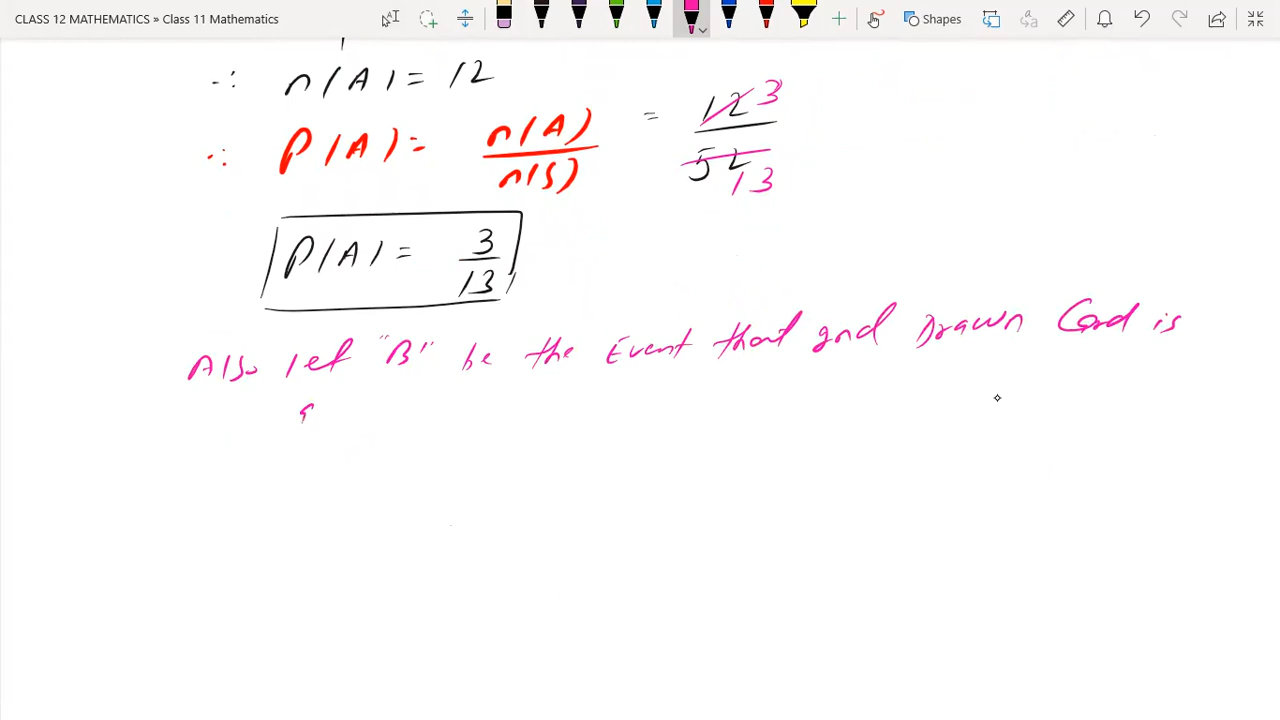 CLASS 12 MATHEMATICS » Class 11 Mathematics
Shapes
∴ n(A) = 12
∴ P(A) = n(A)/n(S) = 12/52 3/13
P(A) = 3/13
Also let "B" be the Event that 2nd Drawn Card is
a